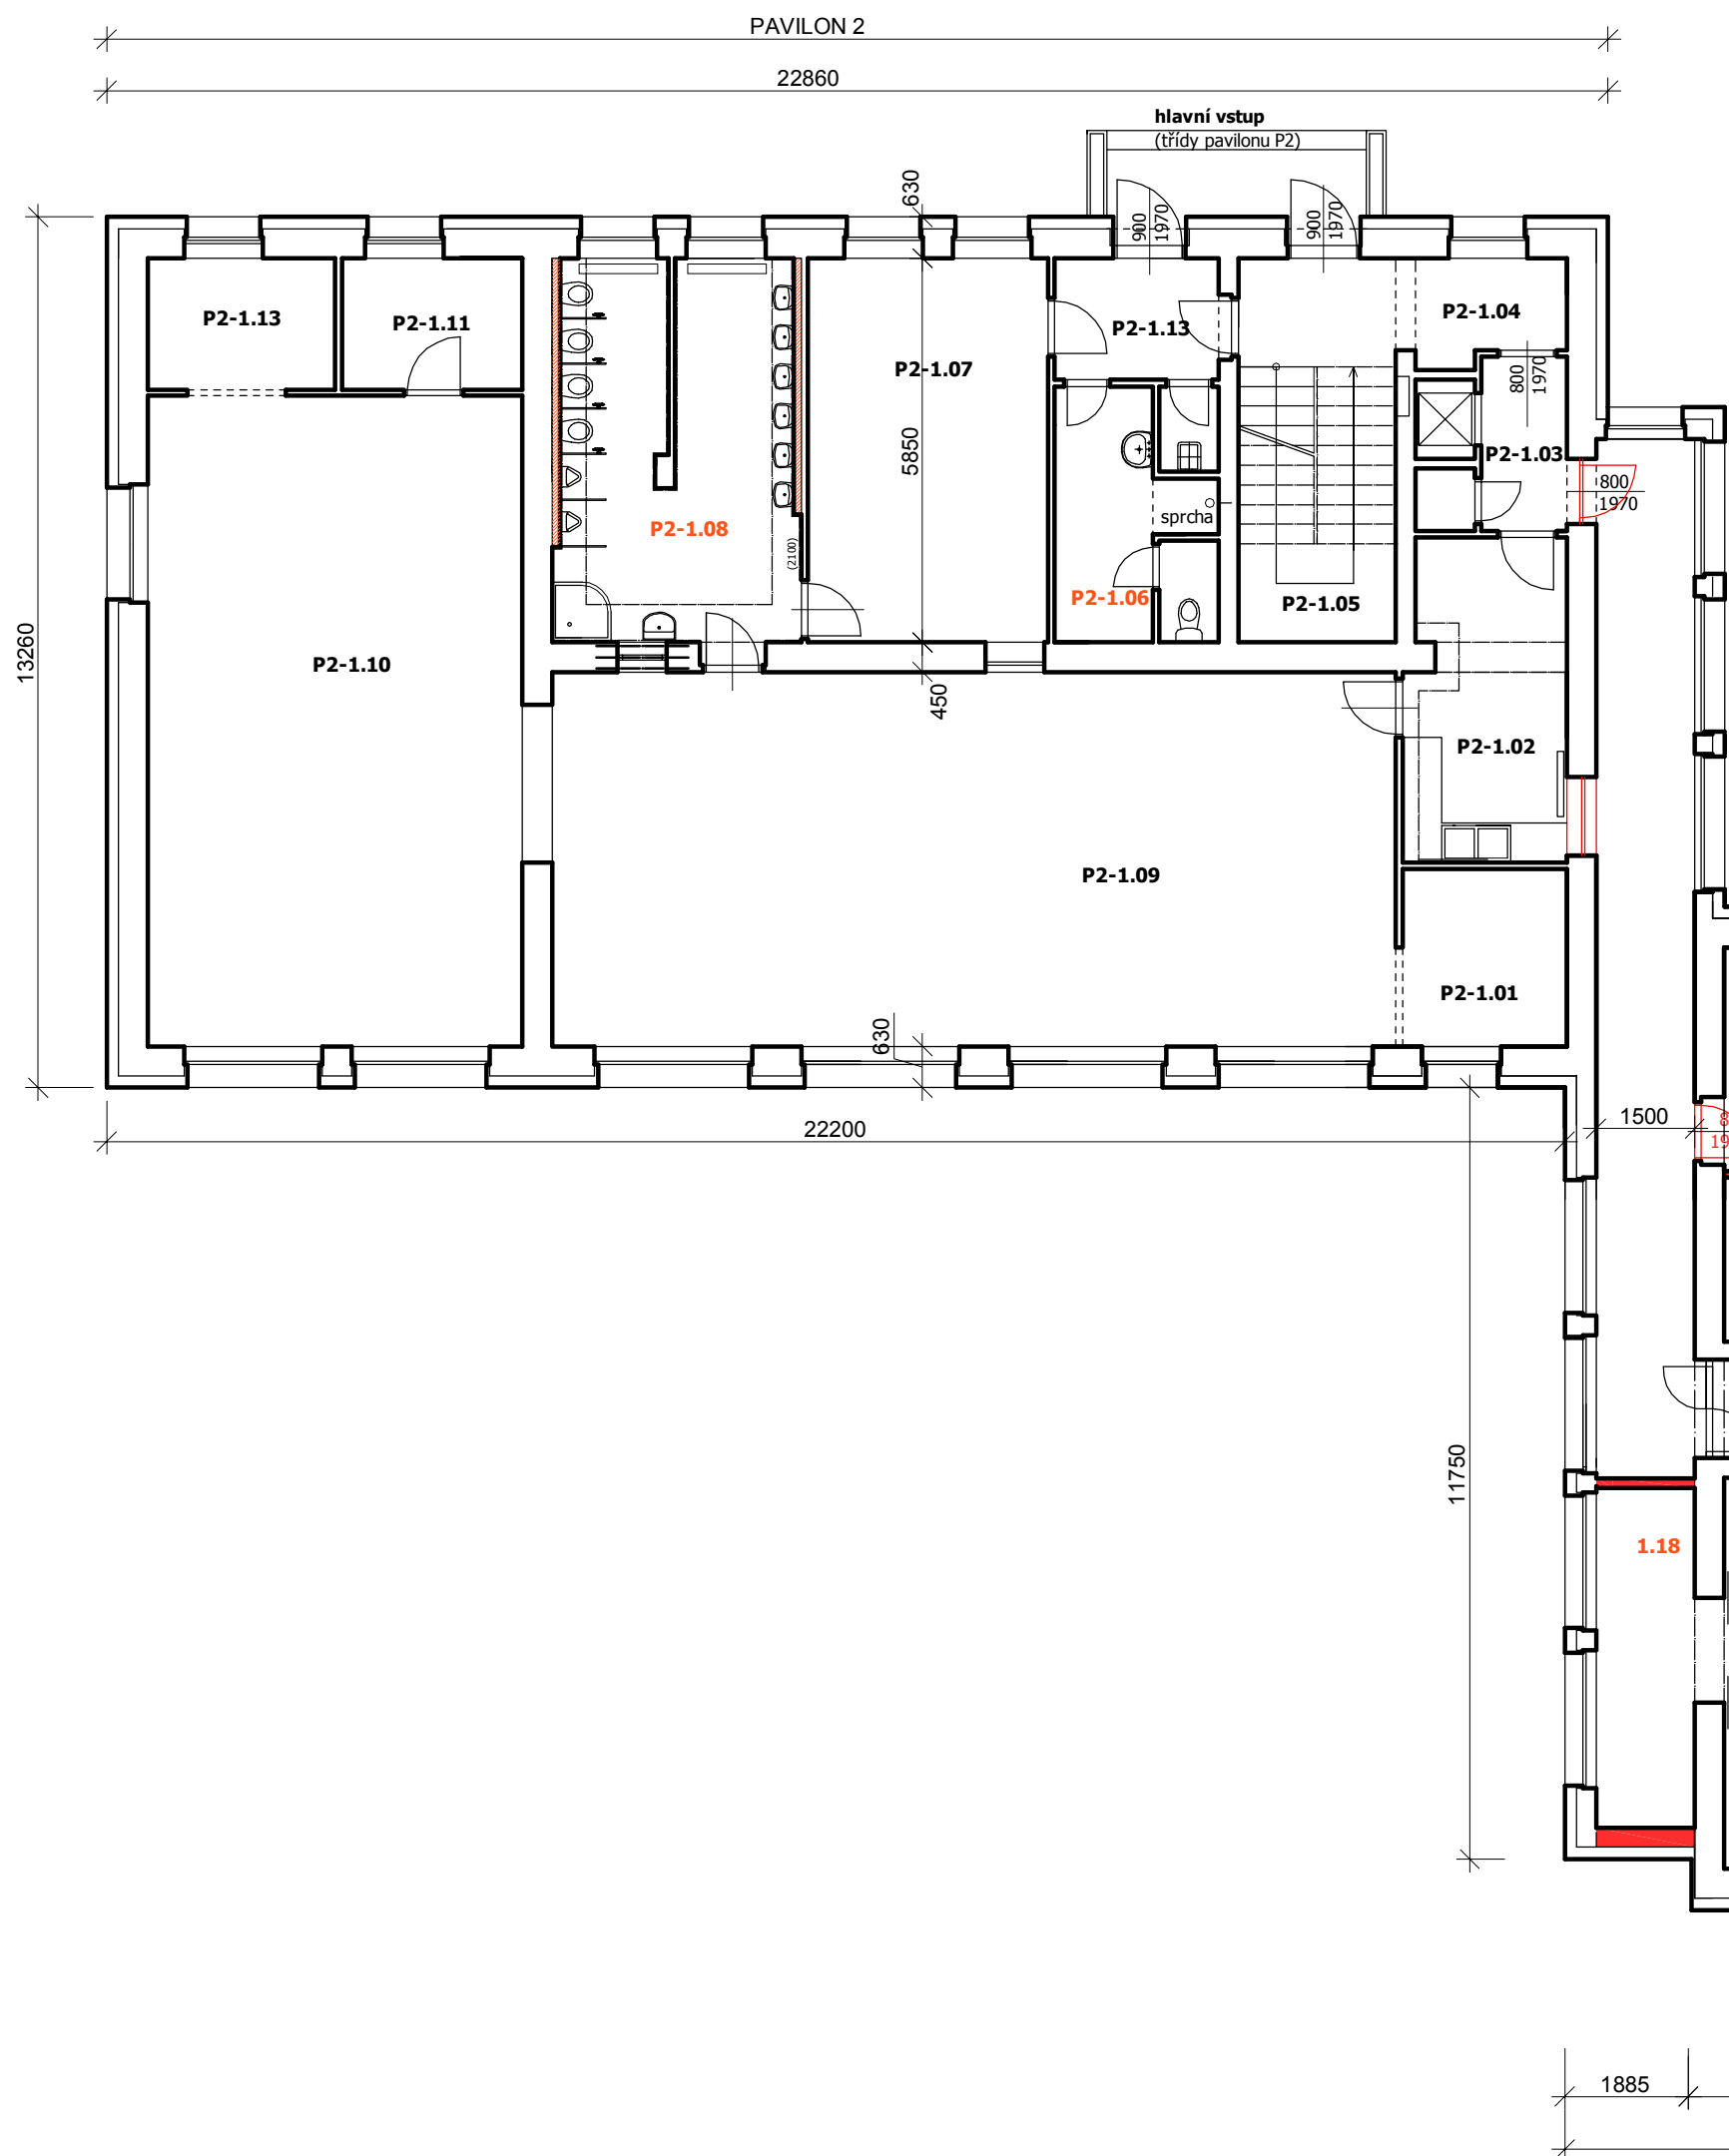 PAVILON 2
22860
hlavní vstup
(třídy pavilonu P2)
630
900
1970
900
1970
P2-1.13
P2-1.11
P2-1.13
P2-1.04
P2-1.07
800
1970
5850
P2-1.03
800
1970
sprcha
P2-1.08
(2100)
P2-1.06
P2-1.05
13260
P2-1.10
450
P2-1.02
P2-1.09
P2-1.01
630
22200
1500
11750
1.18
1885